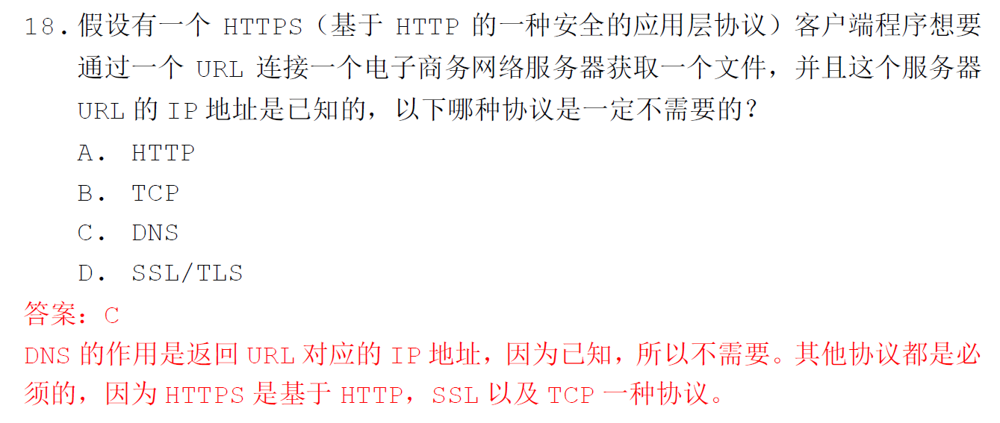 18.假设有一个 HTTPS（基于 HTTP 的一种安全的应用层协议）客户端程序想要
通过一个 URL 连接一个电子商务网络服务器获取一个文件，并且这个服务器
URL 的 IP 地址是已知的，以下哪种协议是一定不需要的？
A. HTTP
B. TCP
C. DNS
D. SSL/TLS
答案：C
DNS 的作用是返回 URL 对应的 IP 地址，因为已知，所以不需要。其他协议都是必
须的，因为 HTTPS 是基于 HTTP，SSL 以及 TCP 一种协议。